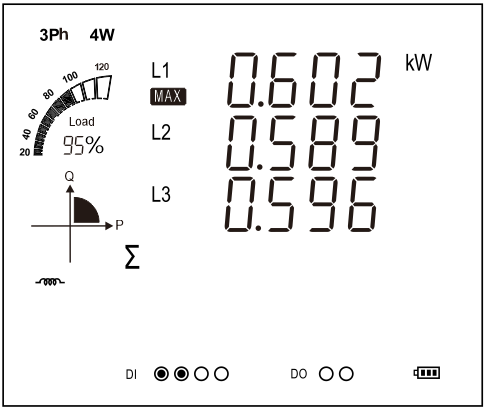 3Ph 4W
120
100
80
60
40
20
Load
95%
L1 0.602 kW
MAX
L2 0.589
L3 0.596
Q
P
Σ
DI DO